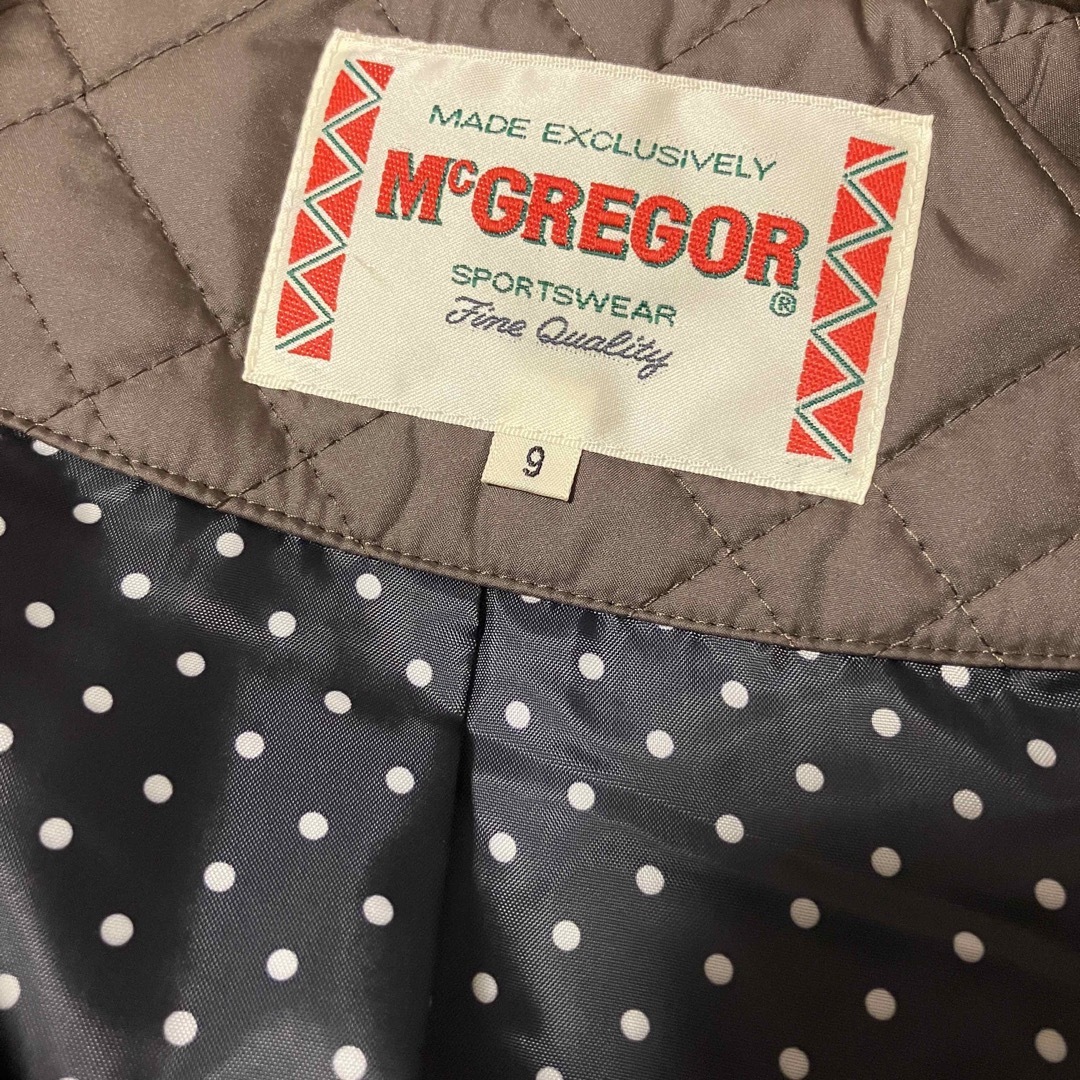 MADE EXCLUSIVELY
McGREGOR®
SPORTSWEAR
Fine Quality
9